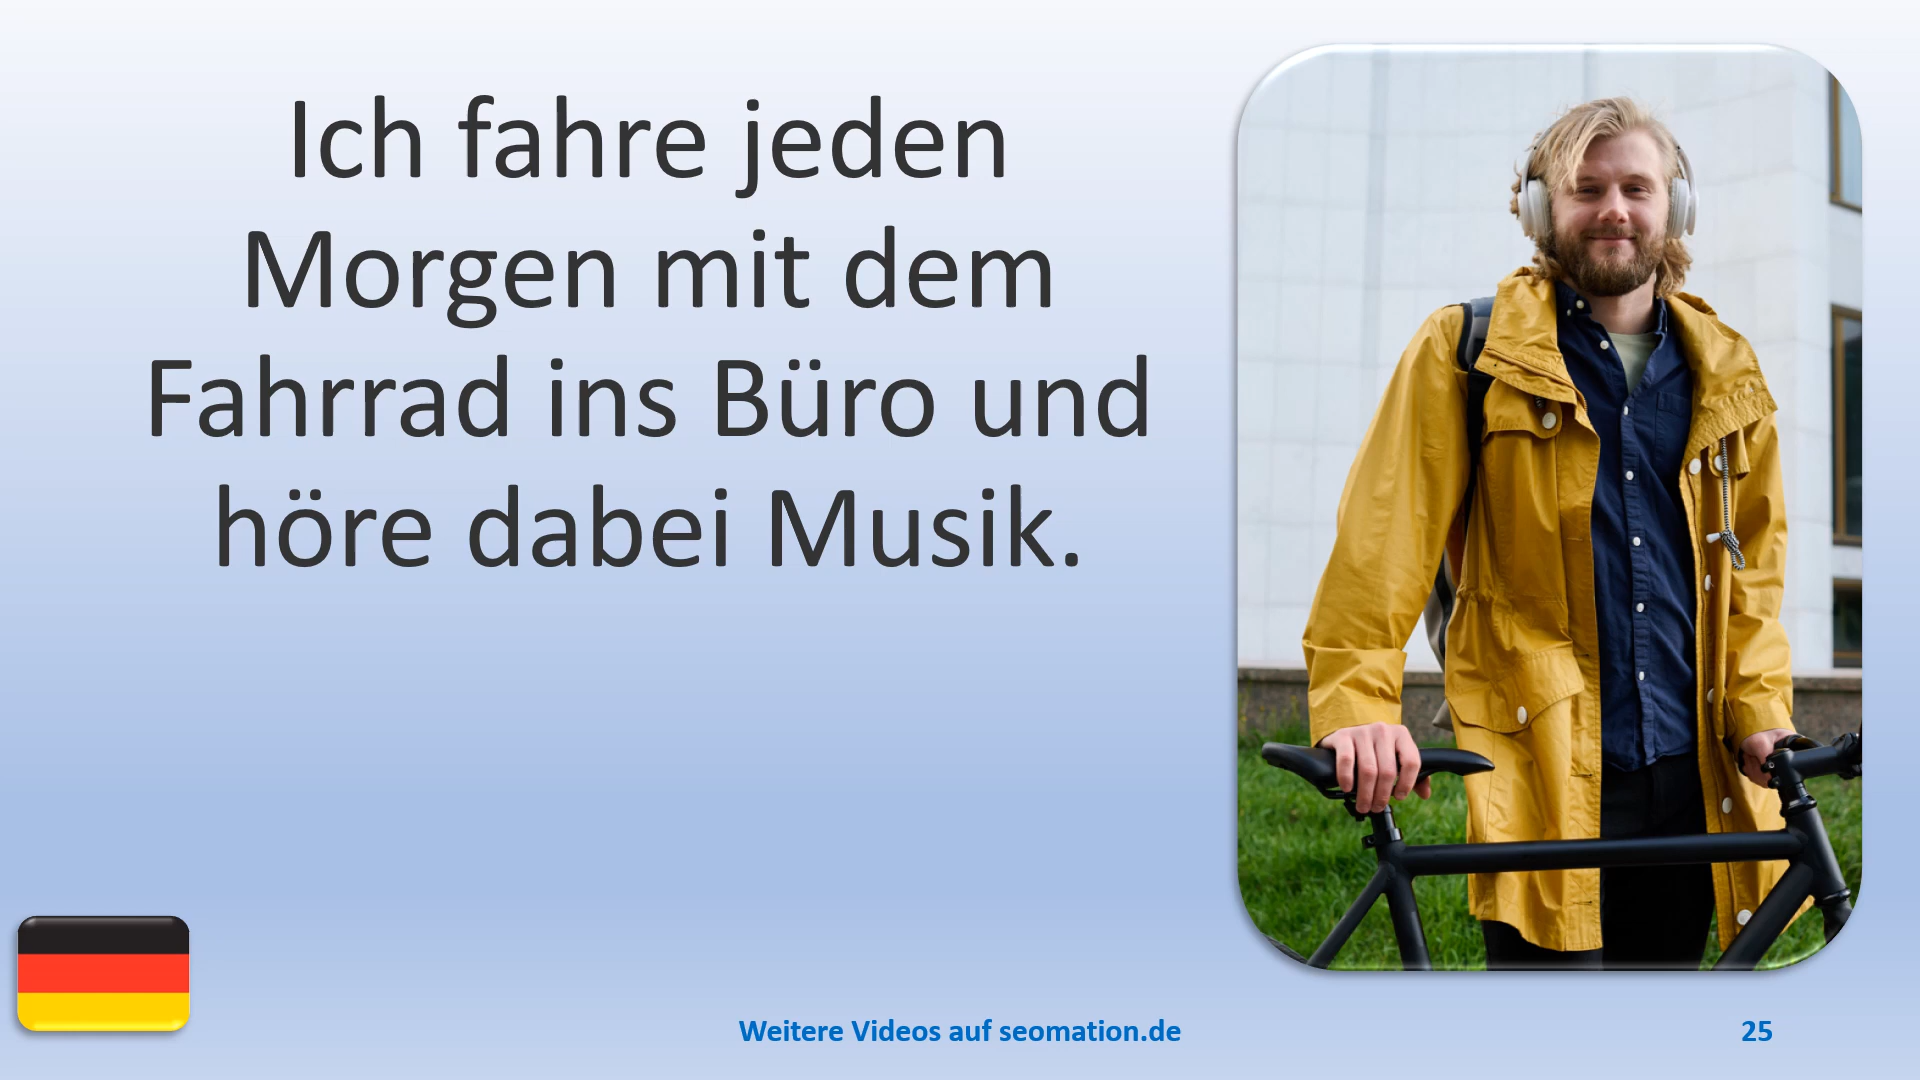 Ich fahre jeden
Morgen mit dem
Fahrrad ins Büro und
höre dabei Musik.
Weitere Videos auf seomation.de
25